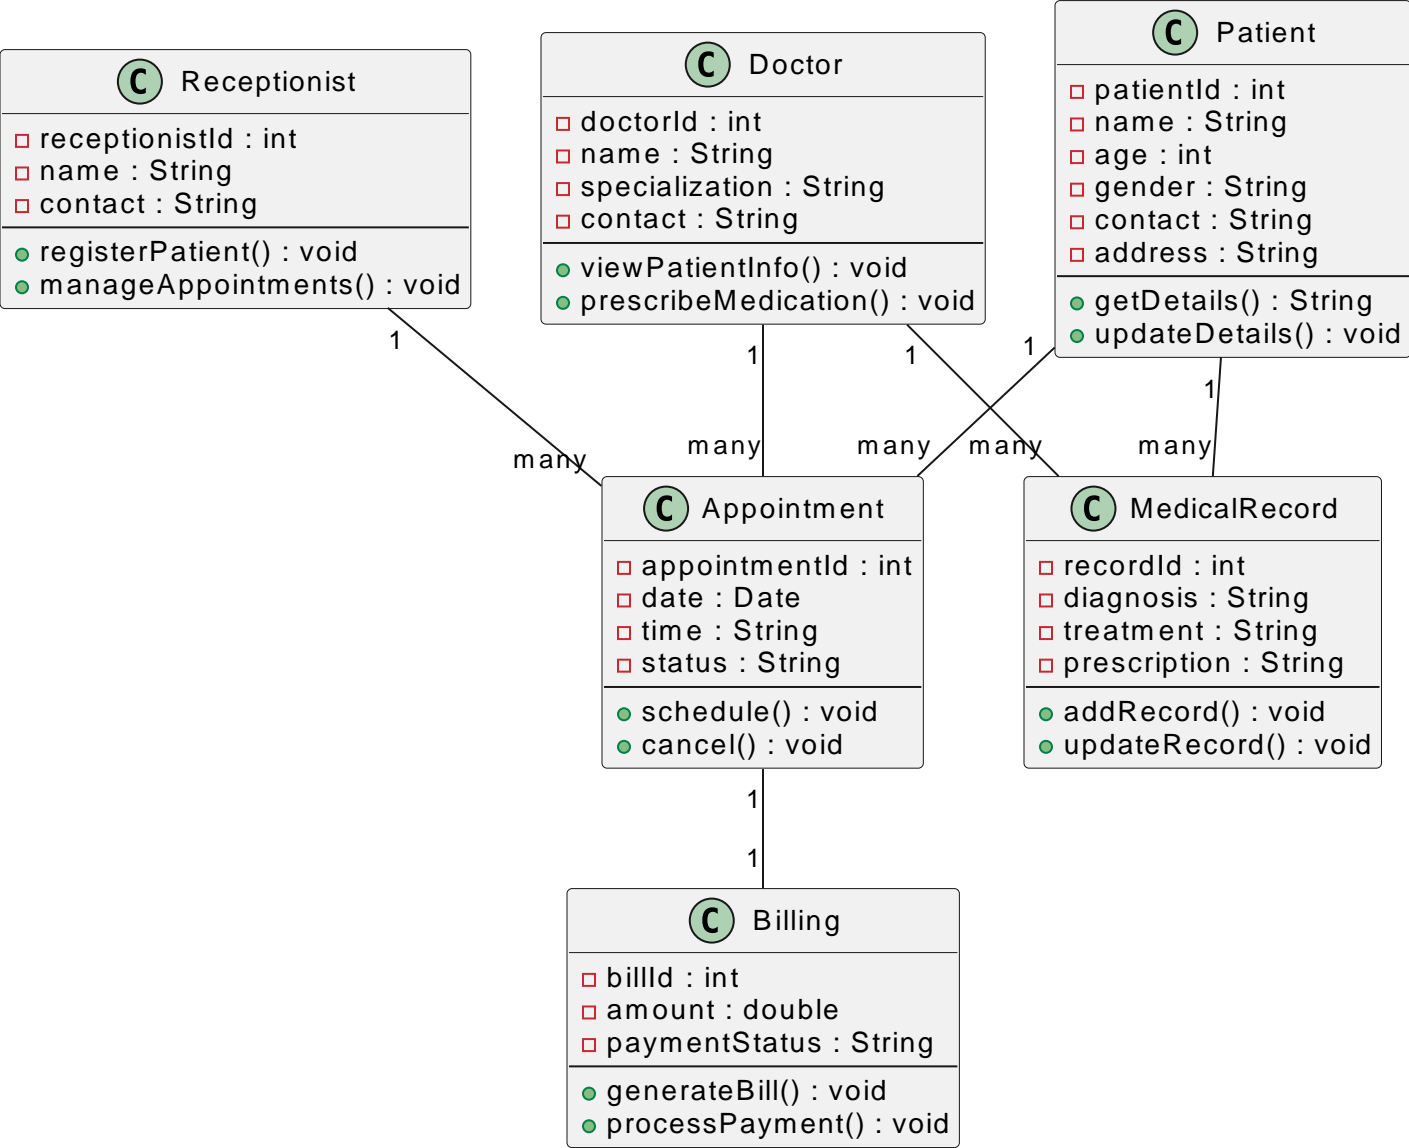 C Receptionist
receptionistId : int
name : String
contact : String
registerPatient() : void
manageAppointments() : void
C Doctor
doctorId : int
name : String
specialization : String
contact : String
viewPatientInfo() : void
prescribeMedication() : void
C Patient
patientId : int
name : String
age : int
gender : String
contact : String
address : String
getDetails() : String
updateDetails() : void
1
1
1
1
1
many
many
many
many
many
C Appointment
appointmentId : int
date : Date
time : String
status : String
schedule() : void
cancel() : void
C MedicalRecord
recordId : int
diagnosis : String
treatment : String
prescription : String
addRecord() : void
updateRecord() : void
1
1
C Billing
billId : int
amount : double
paymentStatus : String
generateBill() : void
processPayment() : void